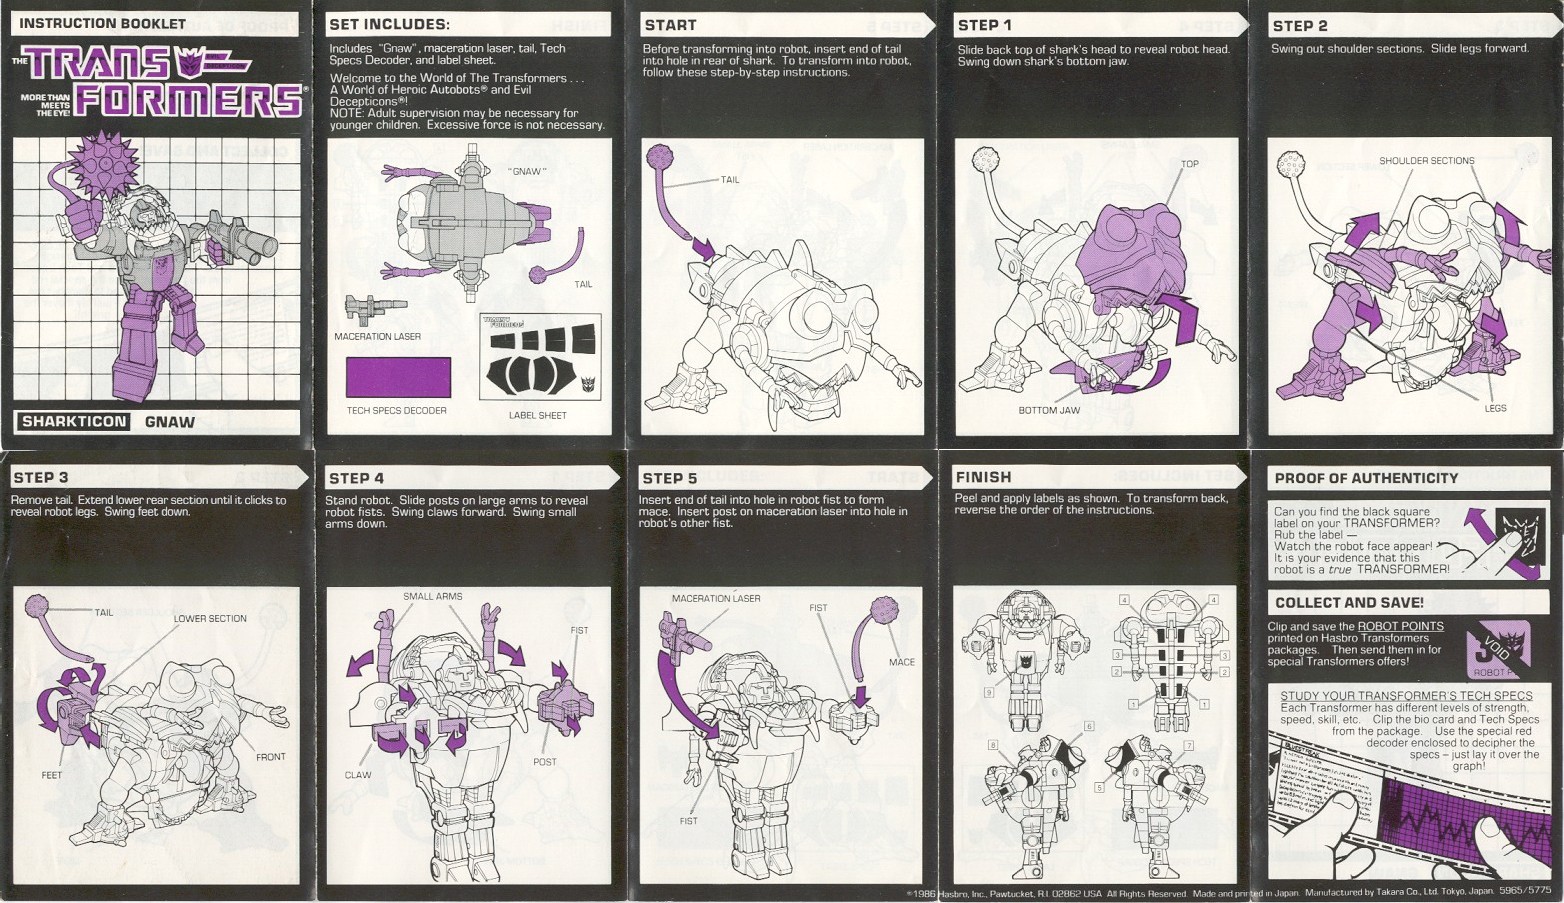 INSTRUCTION BOOKLET
THE TRANSFORMERS®
MORE THAN
MEETS
THE EYE!
SHARKTICON GNAW
SET INCLUDES:
Includes "Gnaw", maceration laser, tail, Tech
Specs Decoder, and label sheet.
Welcome to the World of The Transformers . . .
A World of Heroic Autobots® and Evil
Decepticons®!
NOTE: Adult supervision may be necessary for
younger children. Excessive force is not necessary.
"GNAW"
TAIL
MACERATION LASER
TECH SPECS DECODER
TRANSFORMERS
LABEL SHEET
START
Before transforming into robot, insert end of tail
into hole in rear of shark. To transform into robot,
follow these step-by-step instructions.
TAIL
STEP 1
Slide back top of shark's head to reveal robot head.
Swing down shark's bottom jaw.
TOP
BOTTOM JAW
STEP 2
Swing out shoulder sections. Slide legs forward.
SHOULDER SECTIONS
LEGS
STEP 3
Remove tail. Extend lower rear section until it clicks to
reveal robot legs. Swing feet down.
TAIL
LOWER SECTION
FEET
FRONT
STEP 4
Stand robot. Slide posts on large arms to reveal
robot fists. Swing claws forward. Swing small
arms down.
SMALL ARMS
FIST
CLAW
POST
STEP 5
Insert end of tail into hole in robot fist to form
mace. Insert post on maceration laser into hole in
robot's other fist.
MACERATION LASER
FIST
MACE
FIST
FINISH
Peel and apply labels as shown. To transform back,
reverse the order of the instructions.
4 4
3 3
2 2
9
1 1
6
8 7
5
PROOF OF AUTHENTICITY
Can you find the black square
label on your TRANSFORMER?
Rub the label —
Watch the robot face appear!
It is your evidence that this
robot is a true TRANSFORMER!
COLLECT AND SAVE!
Clip and save the ROBOT POINTS
printed on Hasbro Transformers
packages. Then send them in for
special Transformers offers!
VOID
ROBOT P
STUDY YOUR TRANSFORMER'S TECH SPECS
Each Transformer has different levels of strength,
speed, skill, etc. Clip the bio card and Tech Specs
from the package. Use the special red
decoder enclosed to decipher the
specs – just lay it over the
graph!
©1986 Hasbro, Inc., Pawtucket, R.I. 02862 USA. All Rights Reserved. Made and printed in Japan. Manufactured by Takara Co., Ltd. Tokyo, Japan. 5965/5775